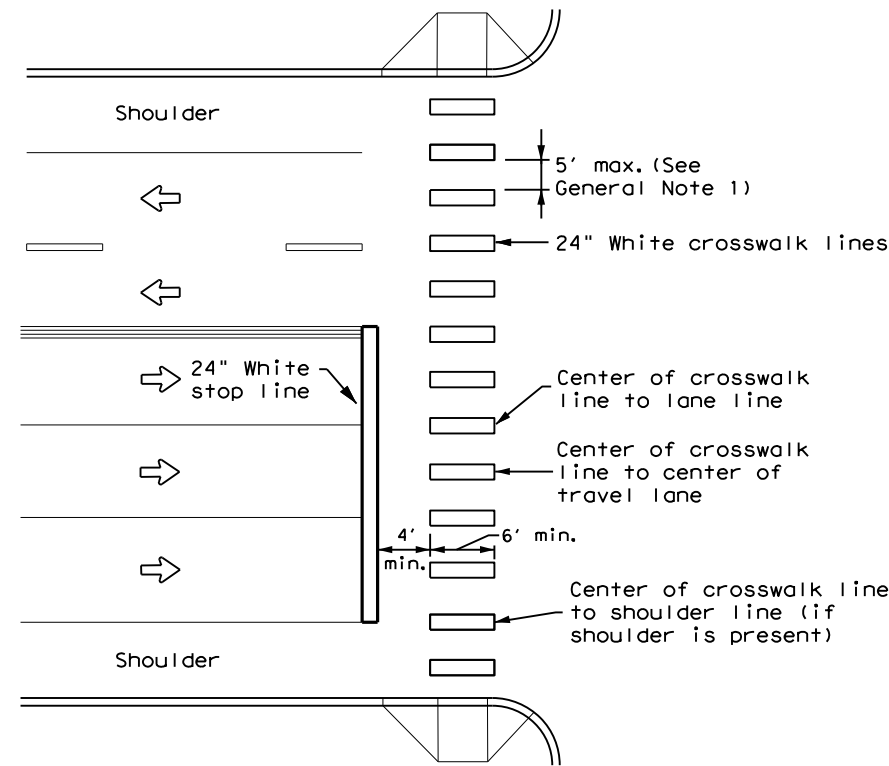 Shoulder
5' max. (See
General Note 1)
24" White crosswalk lines
24" White
stop line
Center of crosswalk
line to lane line
Center of crosswalk
line to center of
travel lane
4'
min.
6' min.
Center of crosswalk line
to shoulder line (if
shoulder is present)
Shoulder